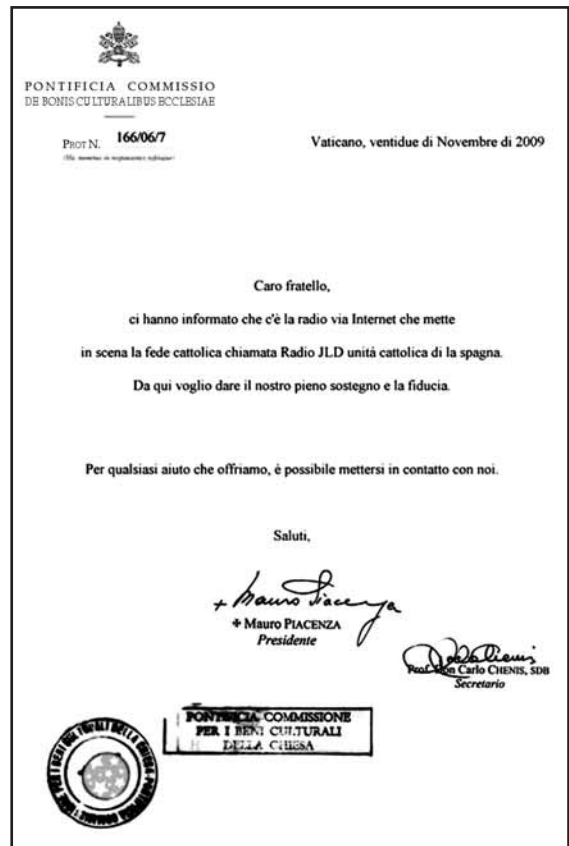 PONTIFICIA COMMISSIO
DE BONIS CULTURALIBUS ECCLESIAE
PROT N. 166/06/7
Vaticano, ventidue di Novembre di 2009
Caro fratello,
ci hanno informato che c'è la radio via Internet che mette
in scena la fede cattolica chiamata Radio JLD unitá cattolica di la spagna.
Da qui voglio dare il nostro pieno sostegno e la fiducia.
Per qualsiasi aiuto che offriamo, é possibile mettersi in contatto con noi.
Saluti,
+ Mauro Piacenza
✠ Mauro PIACENZA
Presidente
Prof. Don Carlo CHENIS, SDB
Secretario
PONTIFICIA COMMISSIONE
PER I BENI CULTURALI
DELLA CHIESA